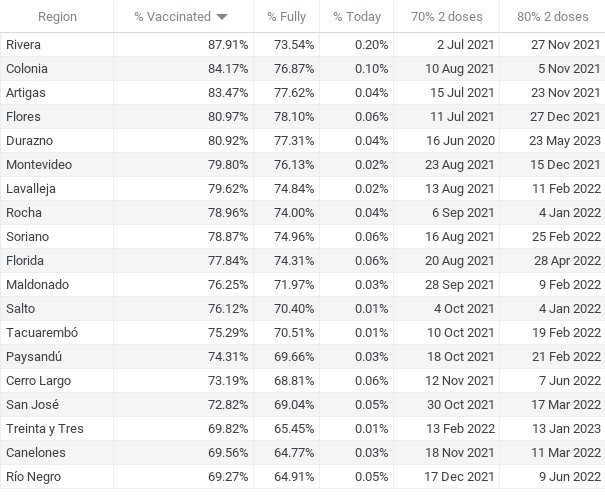 Region % Vaccinated % Fully % Today 70% 2 doses 80% 2 doses
Rivera 87.91% 73.54% 0.20% 2 Jul 2021 27 Nov 2021
Colonia 84.17% 76.87% 0.10% 10 Aug 2021 5 Nov 2021
Artigas 83.47% 77.62% 0.04% 15 Jul 2021 23 Nov 2021
Flores 80.97% 78.10% 0.06% 11 Jul 2021 27 Dec 2021
Durazno 80.92% 77.31% 0.04% 16 Jun 2020 23 May 2023
Montevideo 79.80% 76.13% 0.02% 23 Aug 2021 15 Dec 2021
Lavalleja 79.62% 74.84% 0.02% 13 Aug 2021 11 Feb 2022
Rocha 78.96% 74.00% 0.04% 6 Sep 2021 4 Jan 2022
Soriano 78.87% 74.96% 0.06% 16 Aug 2021 25 Feb 2022
Florida 77.84% 74.31% 0.06% 20 Aug 2021 28 Apr 2022
Maldonado 76.25% 71.97% 0.03% 28 Sep 2021 9 Feb 2022
Salto 76.12% 70.40% 0.01% 4 Oct 2021 4 Jan 2022
Tacuarembó 75.29% 70.51% 0.01% 10 Oct 2021 19 Feb 2022
Paysandú 74.31% 69.66% 0.03% 18 Oct 2021 21 Feb 2022
Cerro Largo 73.19% 68.81% 0.06% 12 Nov 2021 7 Jun 2022
San José 72.82% 69.04% 0.05% 30 Oct 2021 17 Mar 2022
Treinta y Tres 69.82% 65.45% 0.01% 13 Feb 2022 13 Jan 2023
Canelones 69.56% 64.77% 0.03% 18 Nov 2021 11 Mar 2022
Río Negro 69.27% 64.91% 0.05% 17 Dec 2021 9 Jun 2022